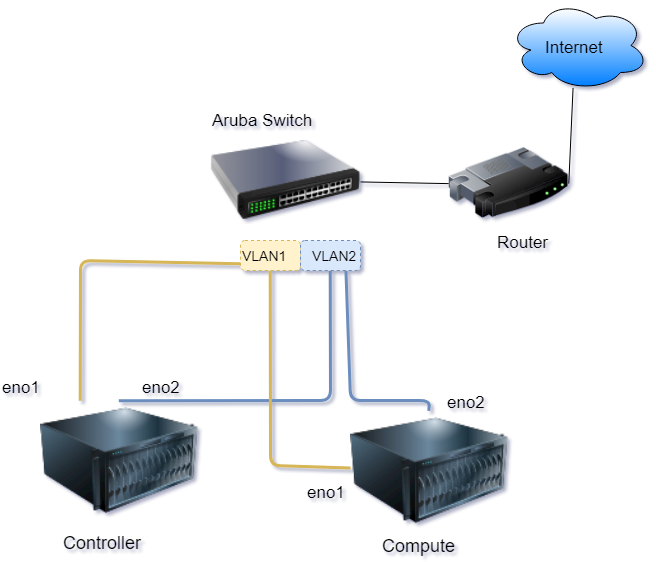 Internet
Aruba Switch
Router
VLAN1 VLAN2
eno1 eno2
eno2
eno1
Controller
Compute